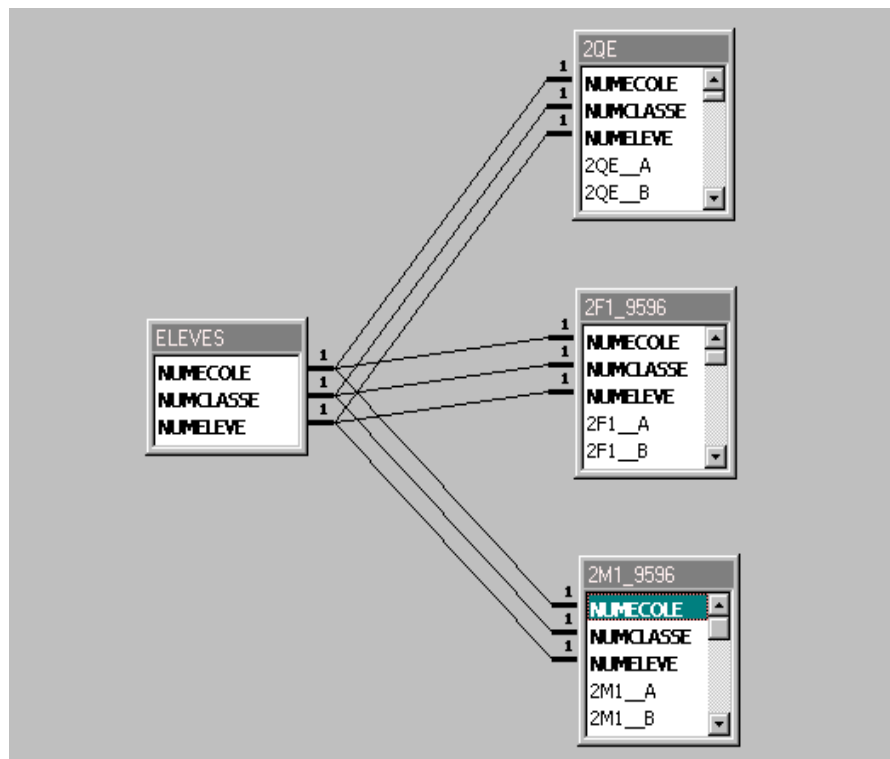 2QE
1
NUMECOLE
1
NUMCLASSE
1
NUMELEVE
2QE__A
2QE__B
2F1_9596
1
NUMECOLE
1
NUMCLASSE
1
NUMELEVE
2F1__A
2F1__B
ELEVES
NUMECOLE
1
NUMCLASSE
1
NUMELEVE
1
2M1_9596
1
NUMECOLE
1
NUMCLASSE
1
NUMELEVE
2M1__A
2M1__B